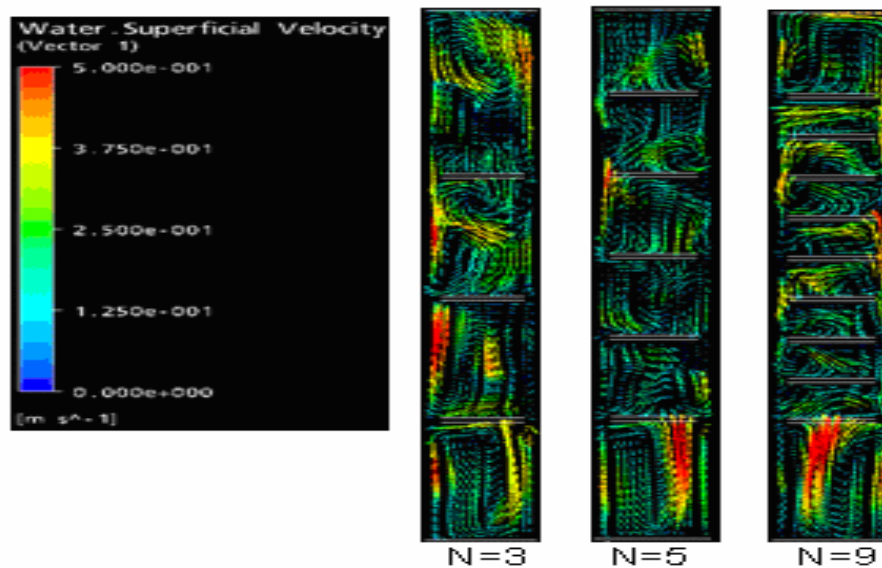 Water.Superficial Velocity
(Vector 1)
5.000e-001
3.750e-001
2.500e-001
1.250e-001
0.000e+000
[m s^-1]
N=3 N=5 N=9